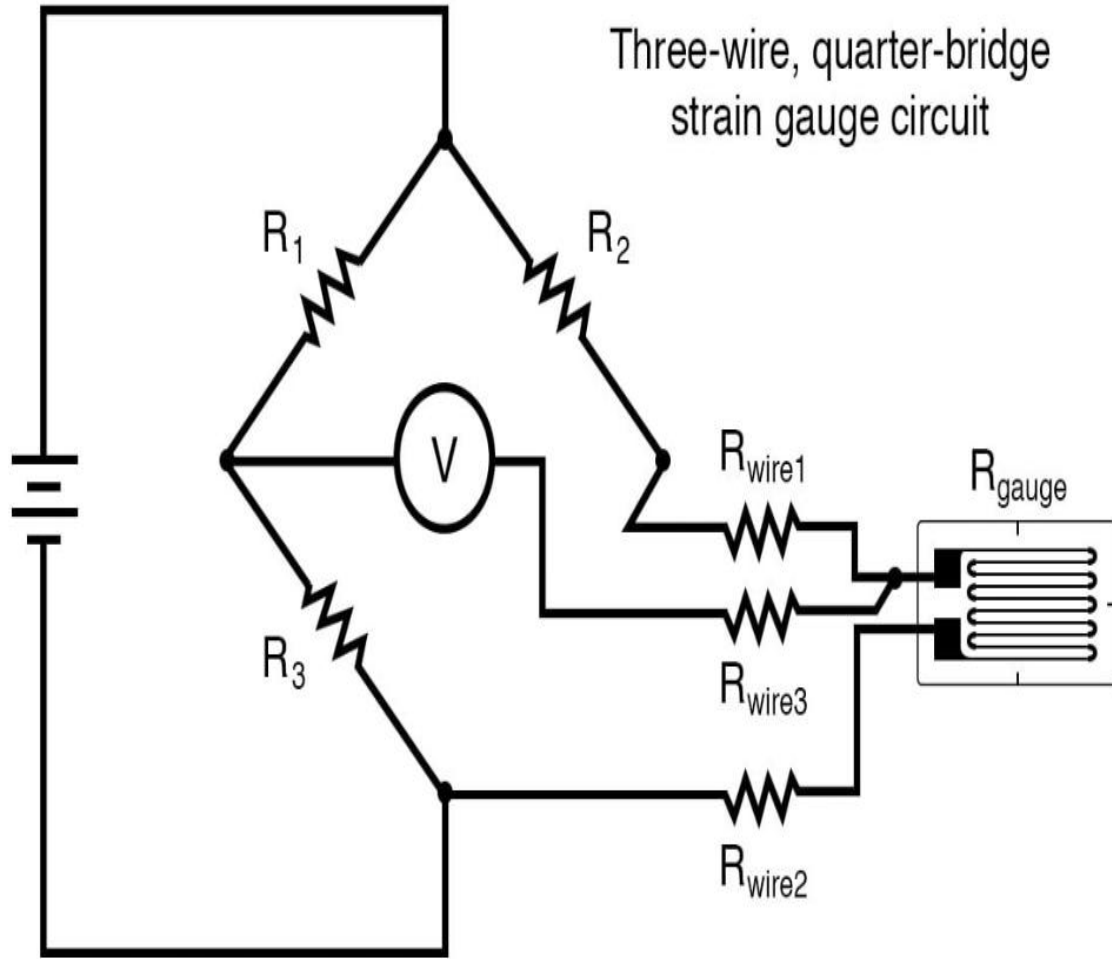 Three-wire, quarter-bridge
strain gauge circuit
R1
R2
V
Rwire1
Rgauge
R3
Rwire3
Rwire2